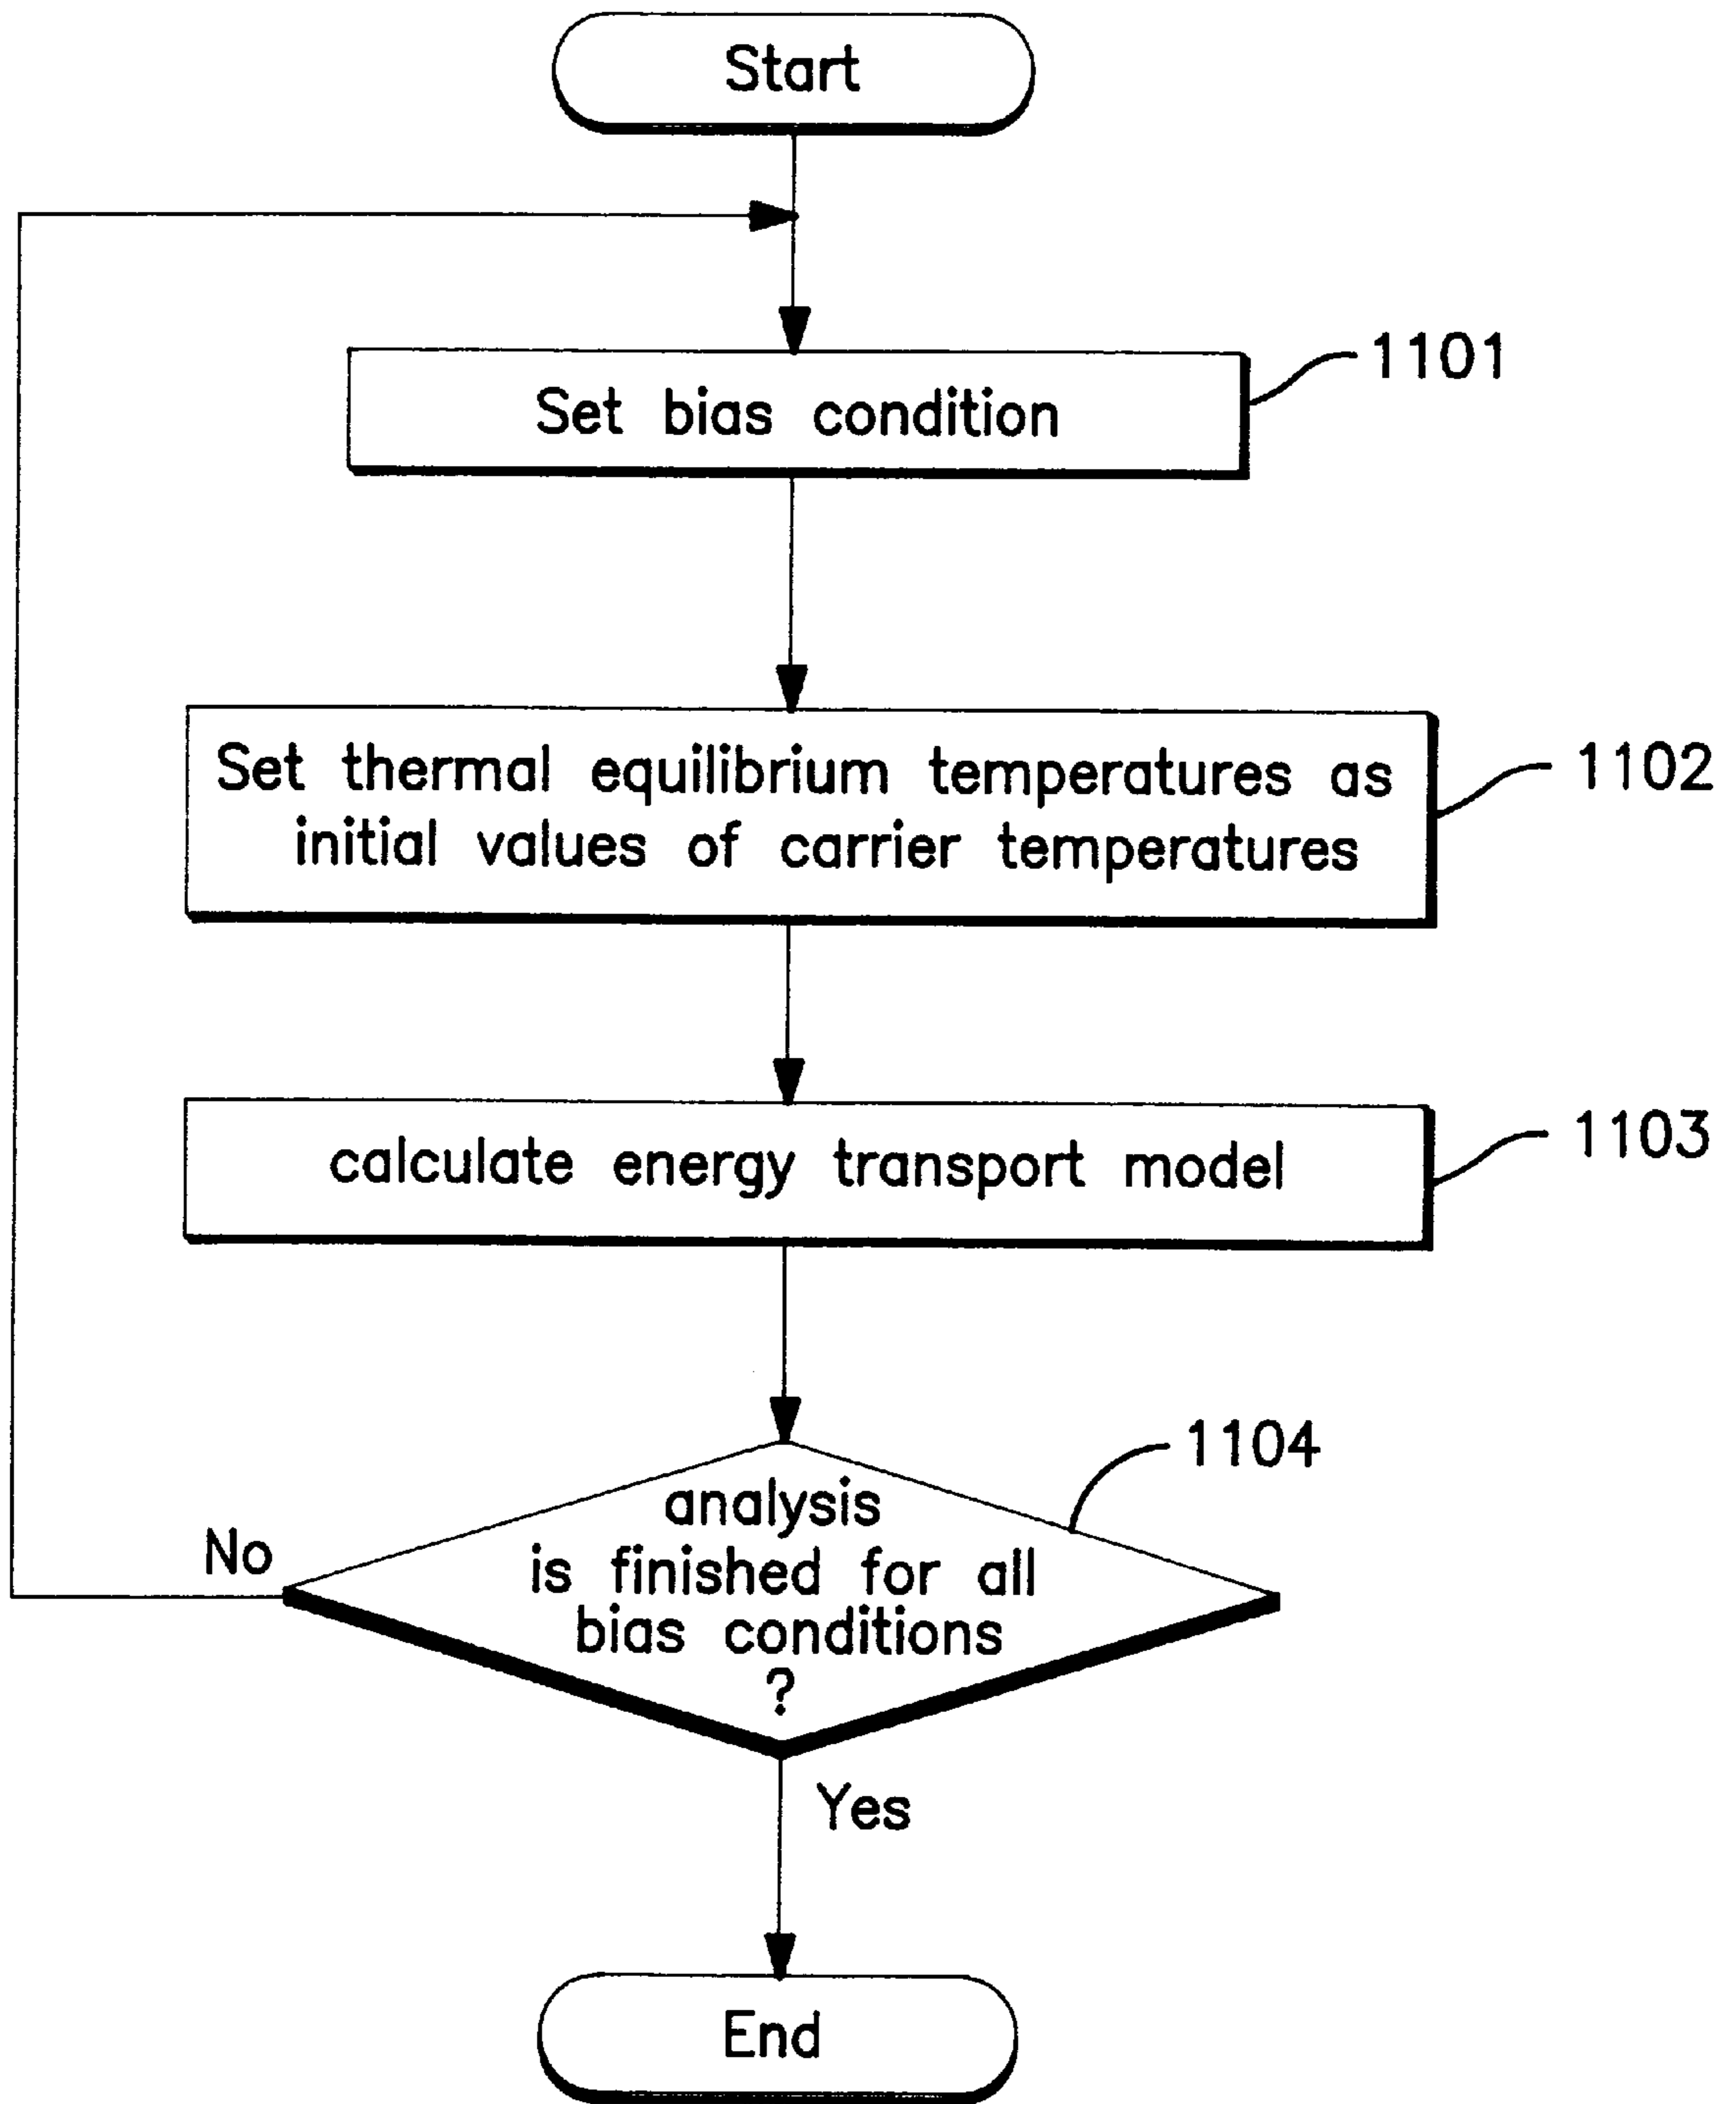 Start
1101
Set bias condition
1102
Set thermal equilibrium temperatures as
initial values of carrier temperatures
1103
calculate energy transport model
1104
analysis
is finished for all
bias conditions
?
No
Yes
End